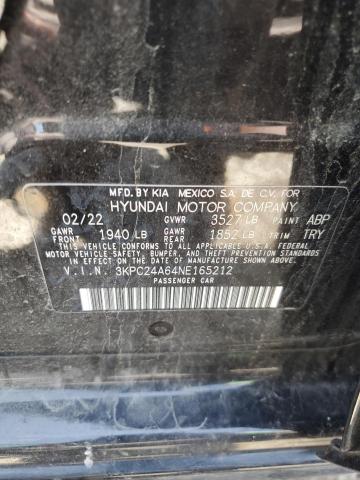 MFD. BY KIA MEXICO S.A. DE C.V. FOR
HYUNDAI MOTOR COMPANY
02/22 GVWR 3527 LB PAINT ABP
GAWR FRONT 1940 LB GAWR REAR 1852 LB TRIM TRY
THIS VEHICLE CONFORMS TO ALL APPLICABLE U.S.A. FEDERAL
MOTOR VEHICLE SAFETY, BUMPER, AND THEFT PREVENTION
STANDARDS IN EFFECT ON THE DATE OF MANUFACTURE SHOWN ABOVE.
V.I.N. 3KPC24A64NE165212
PASSENGER CAR